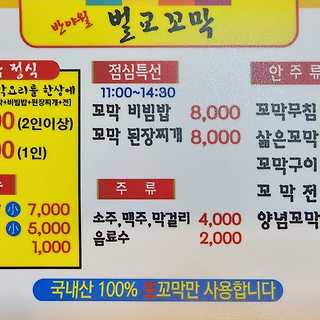 반야월 벌교꼬막
정식
요리를 한상에
+비빔밥+된장찌개+전)
00 (2인이상)
00 (1인)
小 7,000
小 5,000
1,000
점심특선
11:00~14:30
꼬막 비빔밥 8,000
꼬막 된장찌개 8,000
주 류
소주,맥주,막걸리 4,000
음료수 2,000
안 주 류
꼬막무침
삶은꼬막
꼬막구이
꼬 막 전
양념꼬막
국내산 100% 꼬막만 사용합니다